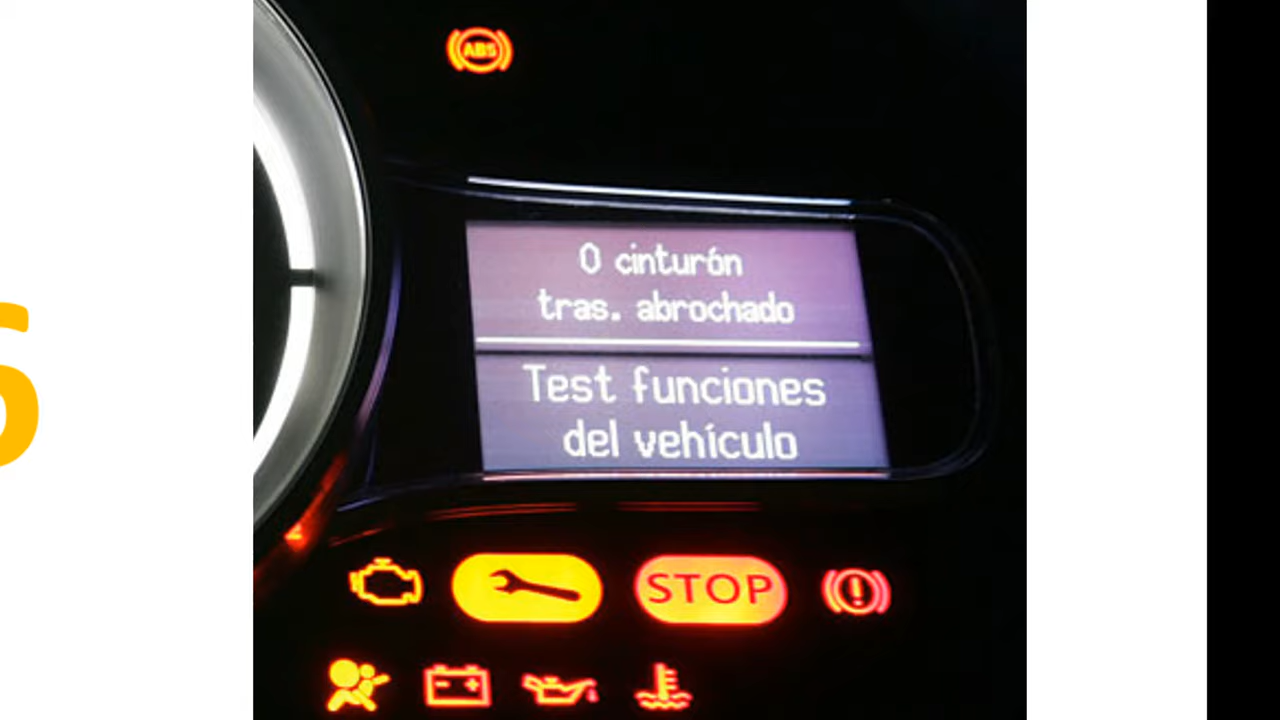 ABS
0 cinturón
tras. abrochado
Test funciones
del vehículo
STOP